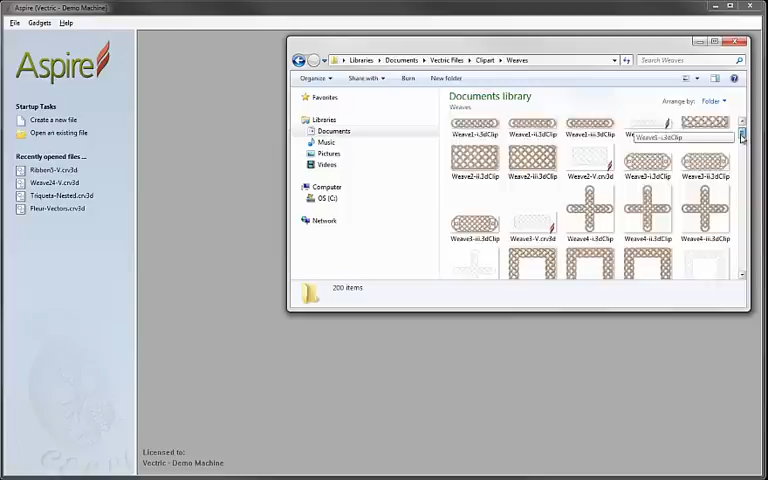 Aspire (Vectric - Demo Machine)
File Gadgets Help
Aspire
Startup Tasks
Create a new file
Open an existing file
Recently opened files ...
Ribbon5-V.crv3d
Weave24-V.crv3d
Triqueta-Nested.crv3d
Fleur-Vectors.crv3d
Libraries Documents Vectric Files Clipart Weaves
Search Weaves
Organize Share with Burn New folder
Favorites
Libraries
Documents
Music
Pictures
Videos
Computer
OS (C:)
Network
Documents library
Weaves
Arrange by: Folder
Weave1-i.3dClip Weave1-ii.3dClip Weave1-iii.3dClip
Weave5-i.3dClip
Weave2-ii.3dClip Weave2-iii.3dClip Weave2-V.crv3d Weave3-i.3dClip Weave3-ii.3dClip
Weave3-iii.3dClip Weave3-V.crv3d Weave4-i.3dClip Weave4-ii.3dClip Weave4-iii.3dClip
200 items
Licensed to:
Vectric - Demo Machine